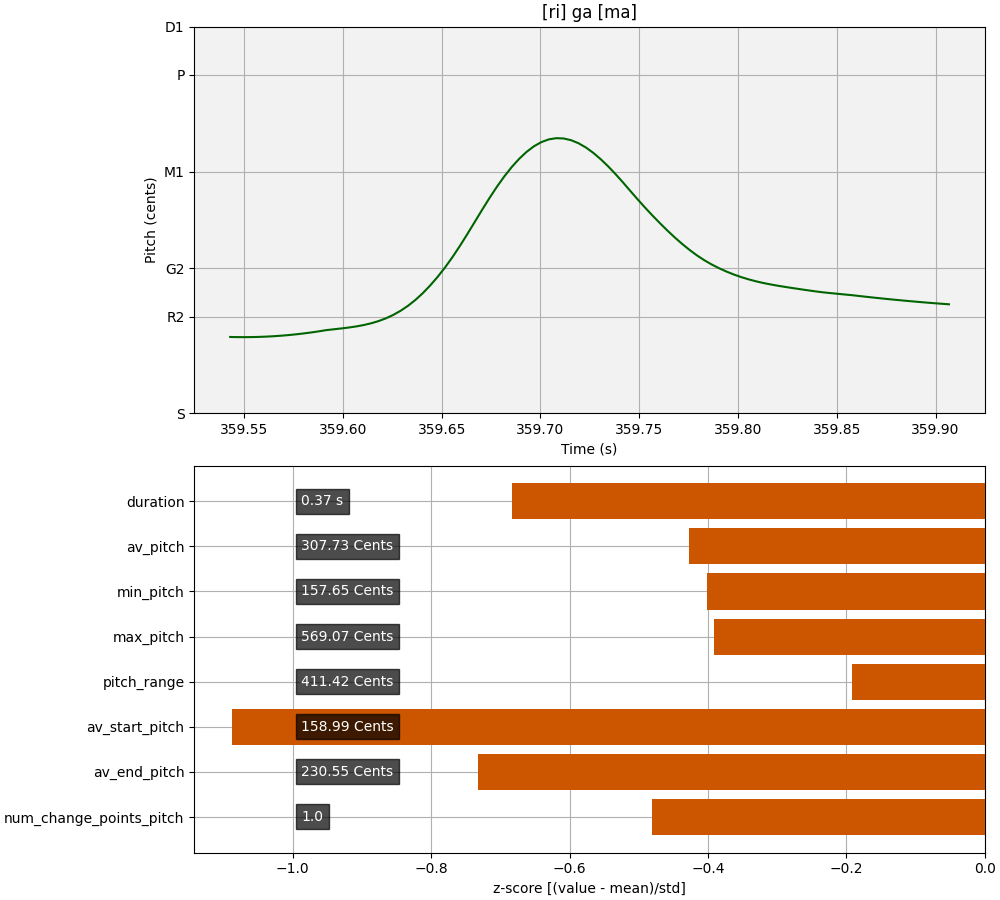 [ri] ga [ma]
D1
P
M1
G2
R2
S
Pitch (cents)
359.55 359.60 359.65 359.70 359.75 359.80 359.85 359.90
Time (s)
duration 0.37 s
av_pitch 307.73 Cents
min_pitch 157.65 Cents
max_pitch 569.07 Cents
pitch_range 411.42 Cents
av_start_pitch 158.99 Cents
av_end_pitch 230.55 Cents
num_change_points_pitch 1.0
−1.0 −0.8 −0.6 −0.4 −0.2 0.0
z-score [(value - mean)/std]